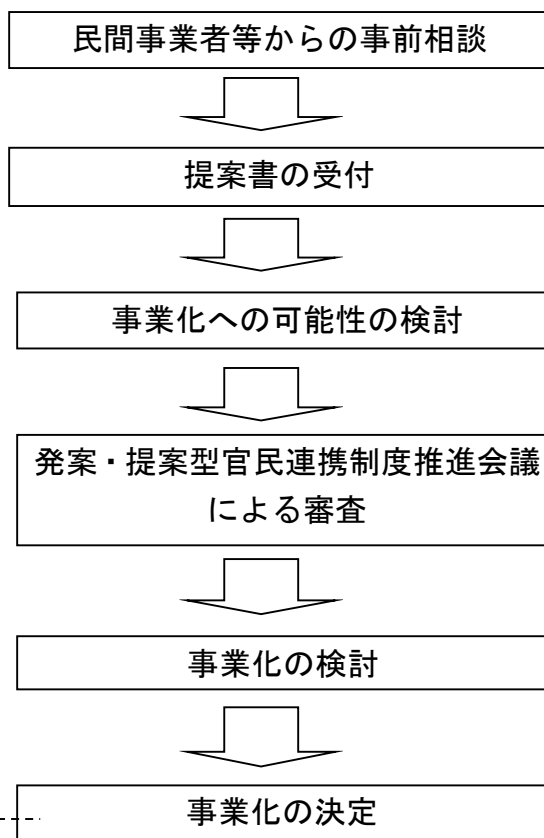 民間事業者等からの事前相談
提案書の受付
事業化への可能性の検討
発案・提案型官民連携制度推進会議
による審査
事業化の検討
事業化の決定